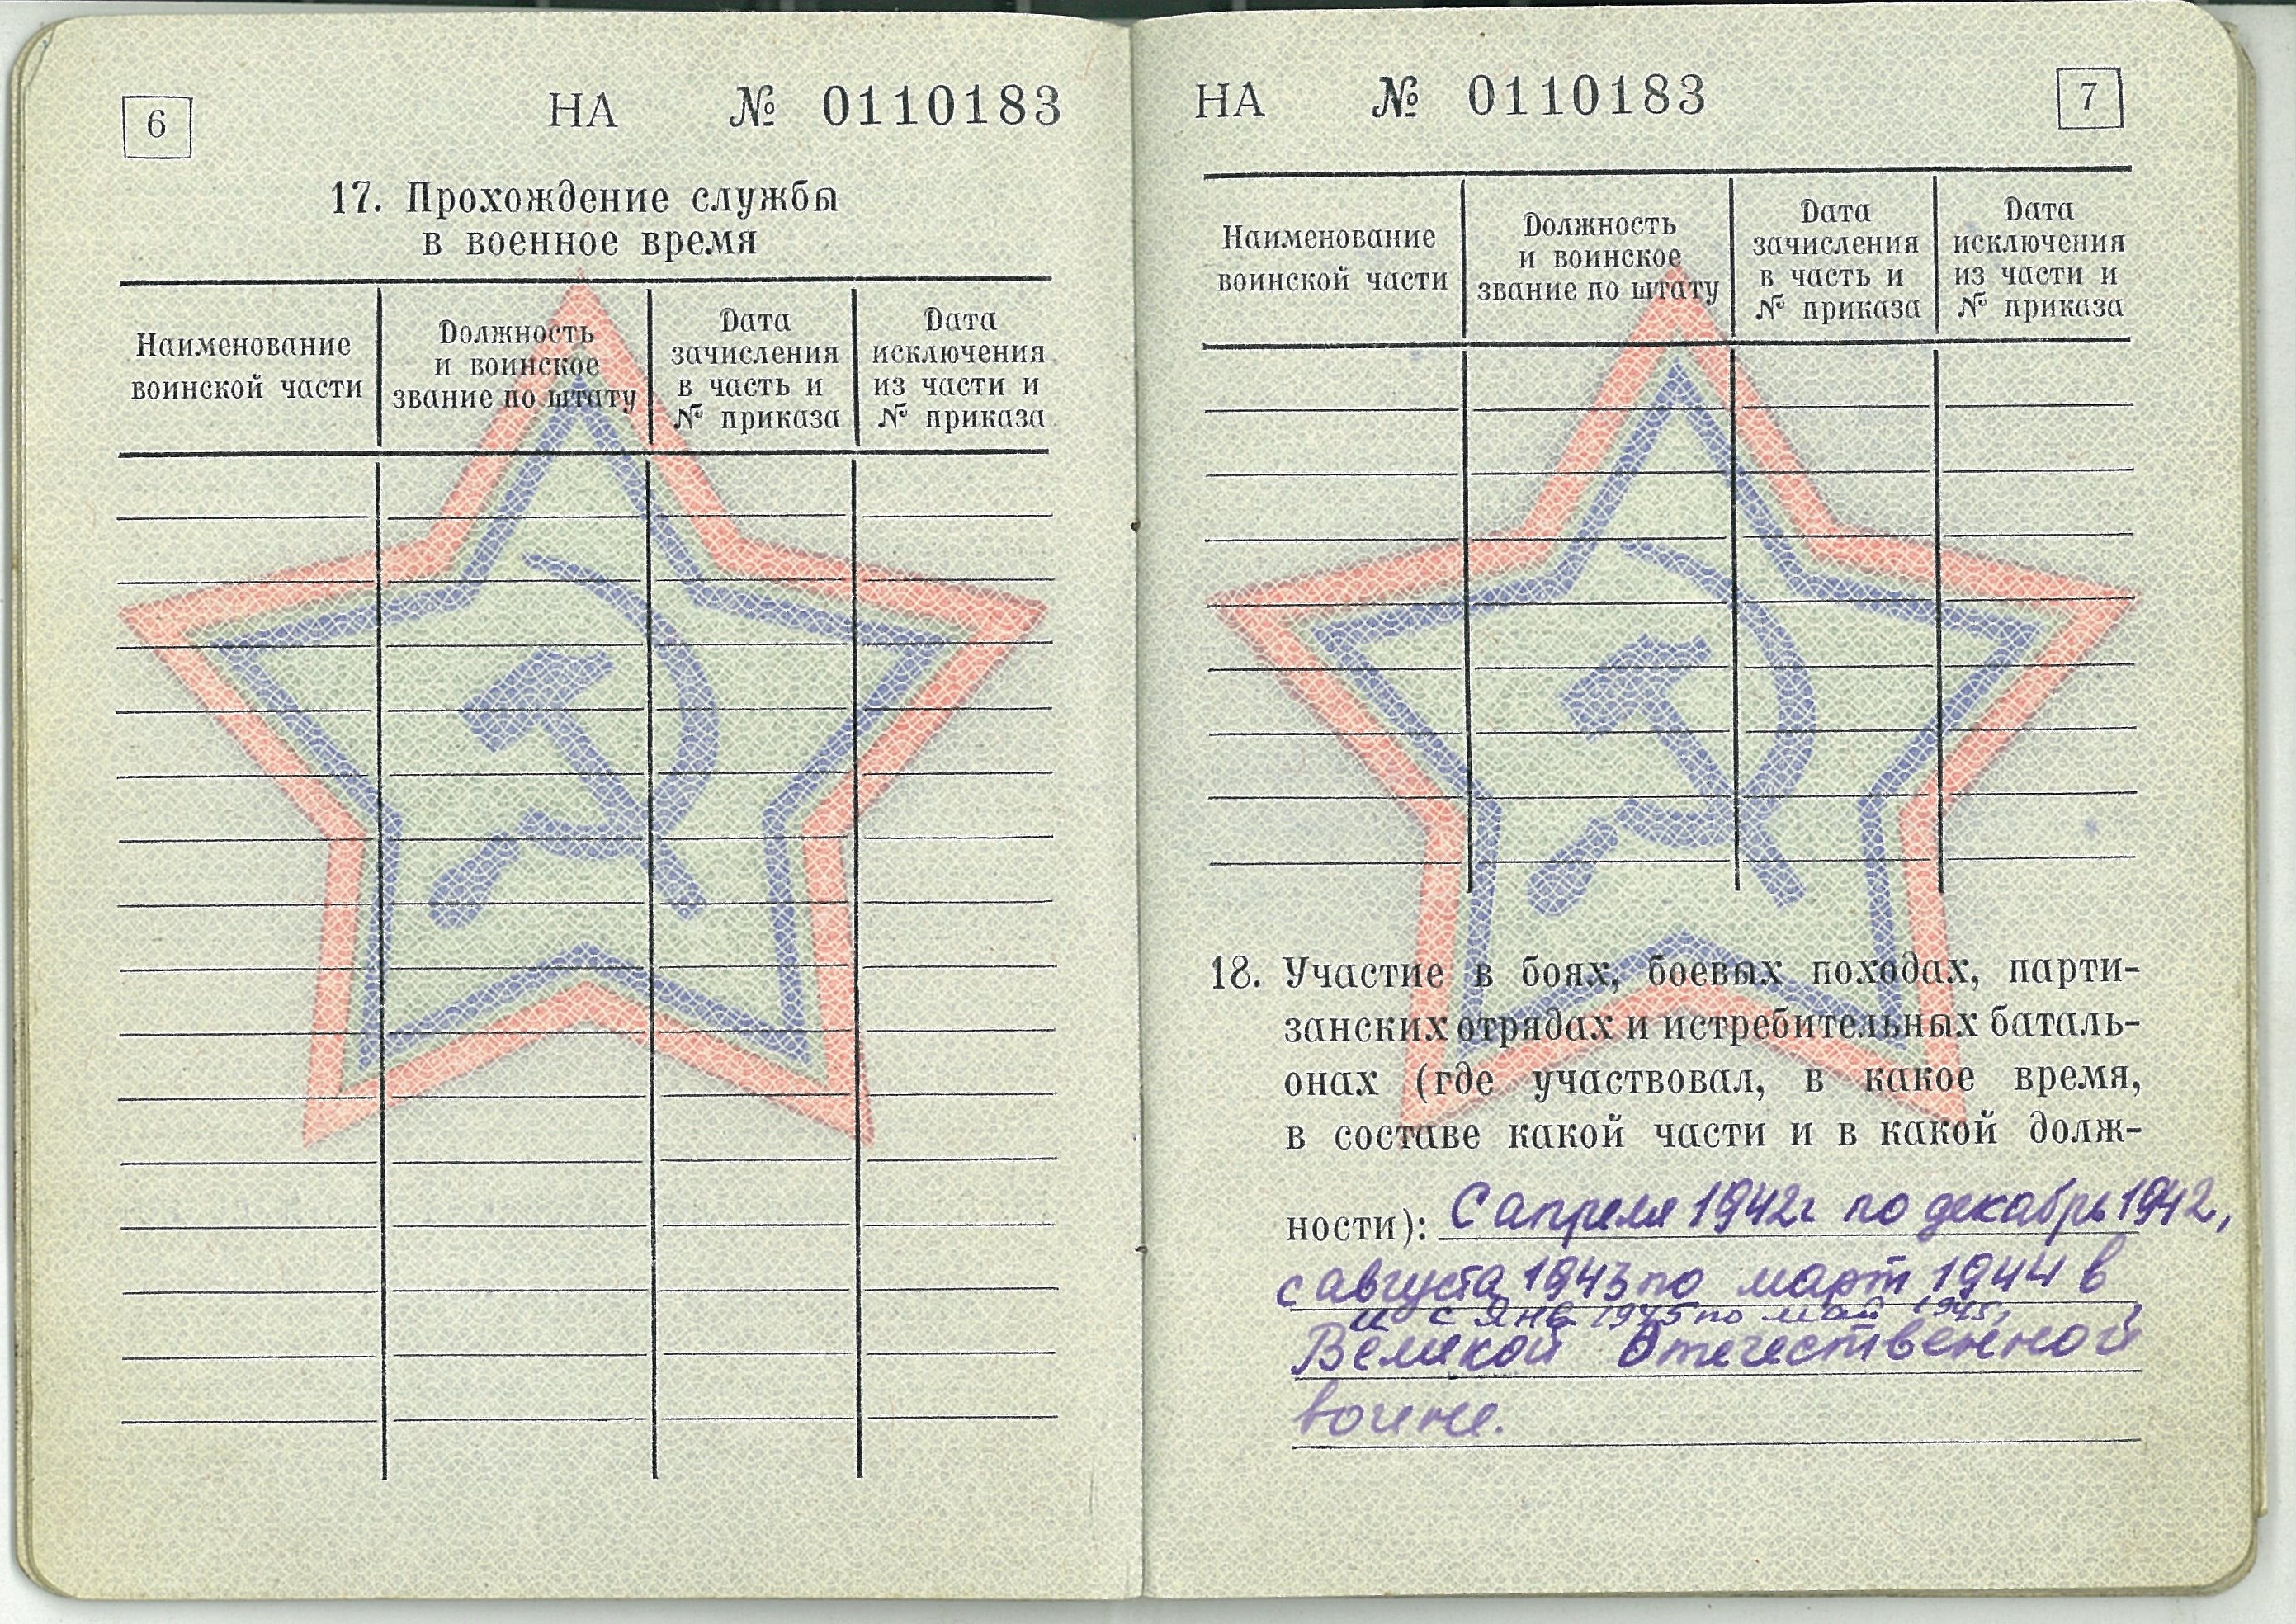 6
НА № 0110183
17. Прохождение службы
в военное время
Наименование
воинской части
Должность
и воинское
звание по штату
Дата
зачисления
в часть и
№ приказа
Дата
исключения
из части и
№ приказа
НА № 0110183
7
Наименование
воинской части
Должность
и воинское
звание по штату
Дата
зачисления
в часть и
№ приказа
Дата
исключения
из части и
№ приказа
18. Участие в боях, боевых походах, парти-
занских отрядах и истребительных баталь-
онах (где участвовал, в какое время,
в составе какой части и в какой долж-
ности): С апреля 1942г по декабрь 1942,
с августа 1943 по март 1944 в
и с янв 1945 по май 1945,
Великой Отечественной
войне.